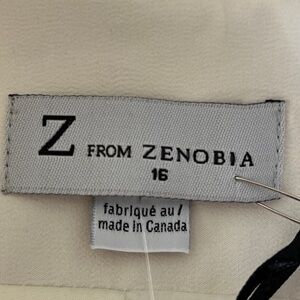 Z FROM ZENOBIA
16
fabriqué au /
made in Canada